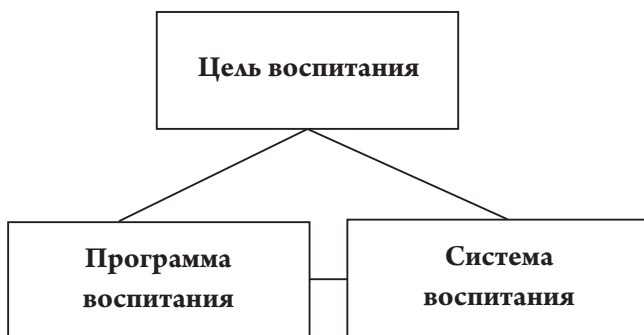 Цель воспитания
Программа
воспитания
Система
воспитания